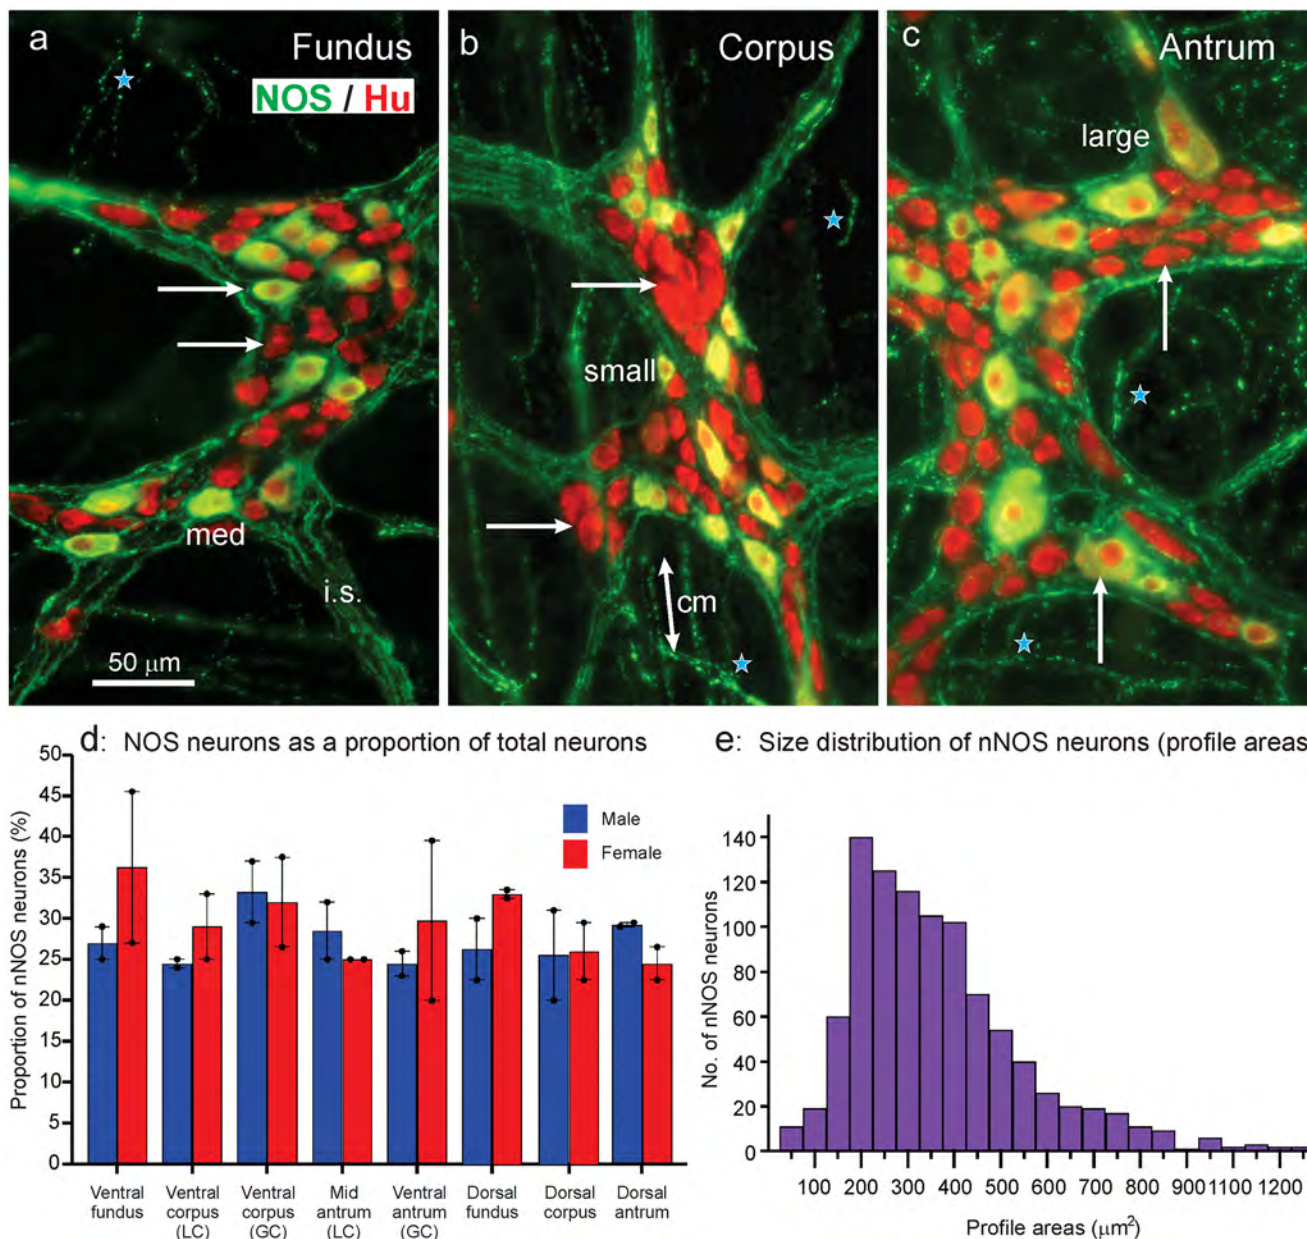 a
Fundus
NOS / Hu
med
i.s.
50 μm
b
Corpus
small
cm
c
Antrum
large
d: NOS neurons as a proportion of total neurons
Proportion of nNOS neurons (%)
50
45
40
35
30
25
20
15
10
5
0
Male
Female
Ventral fundus
Ventral corpus (LC)
Ventral corpus (GC)
Mid antrum (LC)
Ventral antrum (GC)
Dorsal fundus
Dorsal corpus
Dorsal antrum
e: Size distribution of nNOS neurons (profile areas
No. of nNOS neurons
140
120
100
80
60
40
20
0
100 200 300 400 500 600 700 800 900 1100 1200
Profile areas (μm²)